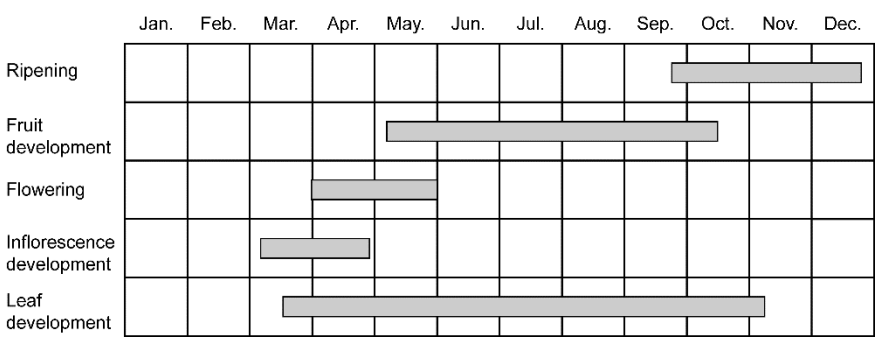 Jan. Feb. Mar. Apr. May. Jun. Jul. Aug. Sep. Oct. Nov. Dec.
Ripening
Fruit
development
Flowering
Inflorescence
development
Leaf
development